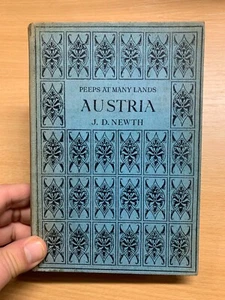 PEEPS AT MANY LANDS
AUSTRIA
J. D. NEWTH